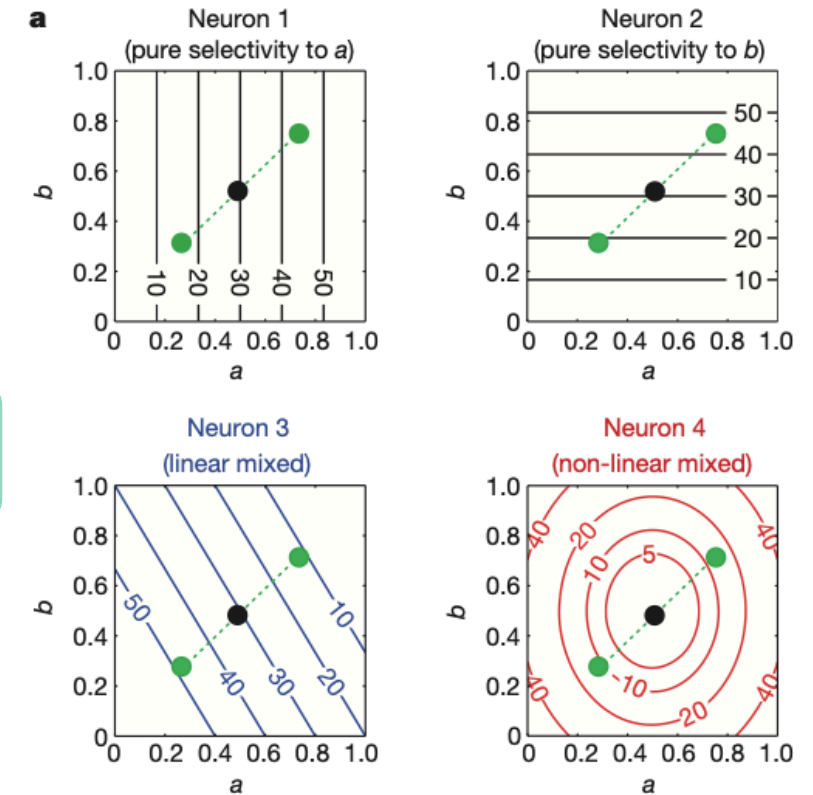 a
Neuron 1
(pure selectivity to a)
1.0
0.8
0.6
0.4
0.2
0
b
10
20
30
40
50
0 0.2 0.4 0.6 0.8 1.0
a
Neuron 2
(pure selectivity to b)
1.0
0.8
0.6
0.4
0.2
0
b
50
40
30
20
10
0 0.2 0.4 0.6 0.8 1.0
a
Neuron 3
(linear mixed)
1.0
0.8
0.6
0.4
0.2
0
b
50
40
30
20
10
0 0.2 0.4 0.6 0.8 1.0
a
Neuron 4
(non-linear mixed)
1.0
0.8
0.6
0.4
0.2
0
b
40
20
40
10
5
40
-10
20
40
0 0.2 0.4 0.6 0.8 1.0
a